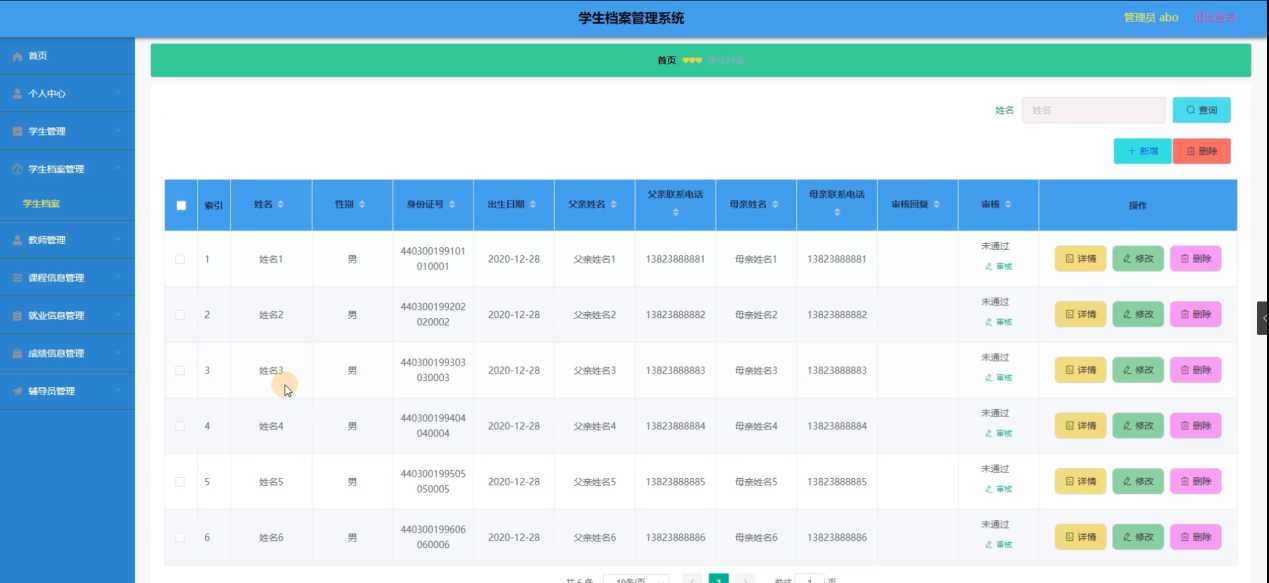 学生档案管理系统
管理员 abo
退出登录
首页
个人中心
学生管理
学生档案管理
学生档案
教师管理
课程信息管理
就业信息管理
成绩信息管理
辅导员管理
首页 学生档案
姓名 姓名 查询
新增 删除
索引 姓名 性别 身份证号 出生日期 父亲姓名 父亲联系电话 母亲姓名 母亲联系电话 审核回复 审核 操作
1 姓名1 男 440300199101010001 2020-12-28 父亲姓名1 13823888881 母亲姓名1 13823888881 未通过 审核 详情 修改 删除
2 姓名2 男 440300199202020002 2020-12-28 父亲姓名2 13823888882 母亲姓名2 13823888882 未通过 审核 详情 修改 删除
3 姓名3 男 440300199303030003 2020-12-28 父亲姓名3 13823888883 母亲姓名3 13823888883 未通过 审核 详情 修改 删除
4 姓名4 男 440300199404040004 2020-12-28 父亲姓名4 13823888884 母亲姓名4 13823888884 未通过 审核 详情 修改 删除
5 姓名5 男 440300199505050005 2020-12-28 父亲姓名5 13823888885 母亲姓名5 13823888885 未通过 审核 详情 修改 删除
6 姓名6 男 440300199606060006 2020-12-28 父亲姓名6 13823888886 母亲姓名6 13823888886 未通过 审核 详情 修改 删除
共 6 条 10条/页 1 前往 1 页